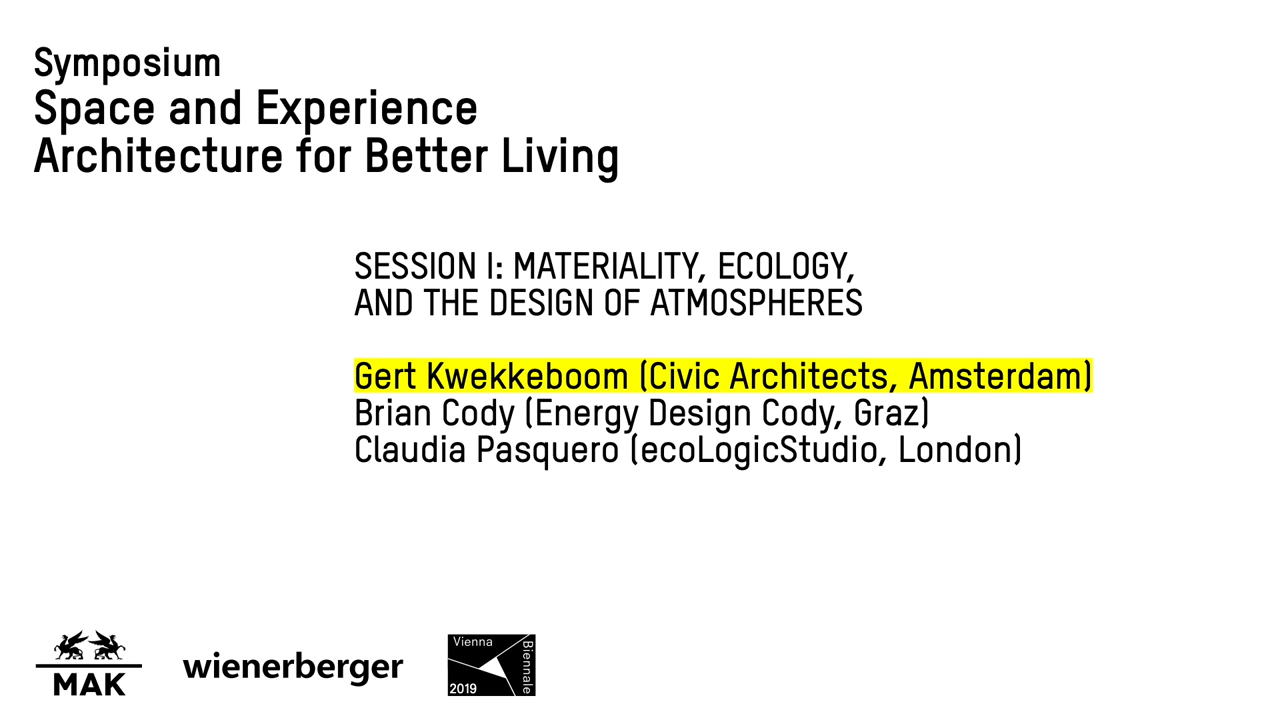 Symposium
Space and Experience
Architecture for Better Living
SESSION I: MATERIALITY, ECOLOGY,
AND THE DESIGN OF ATMOSPHERES
Gert Kwekkeboom (Civic Architects, Amsterdam)
Brian Cody (Energy Design Cody, Graz)
Claudia Pasquero (ecoLogicStudio, London)
MAK
wienerberger
Vienna
Biennale
2019